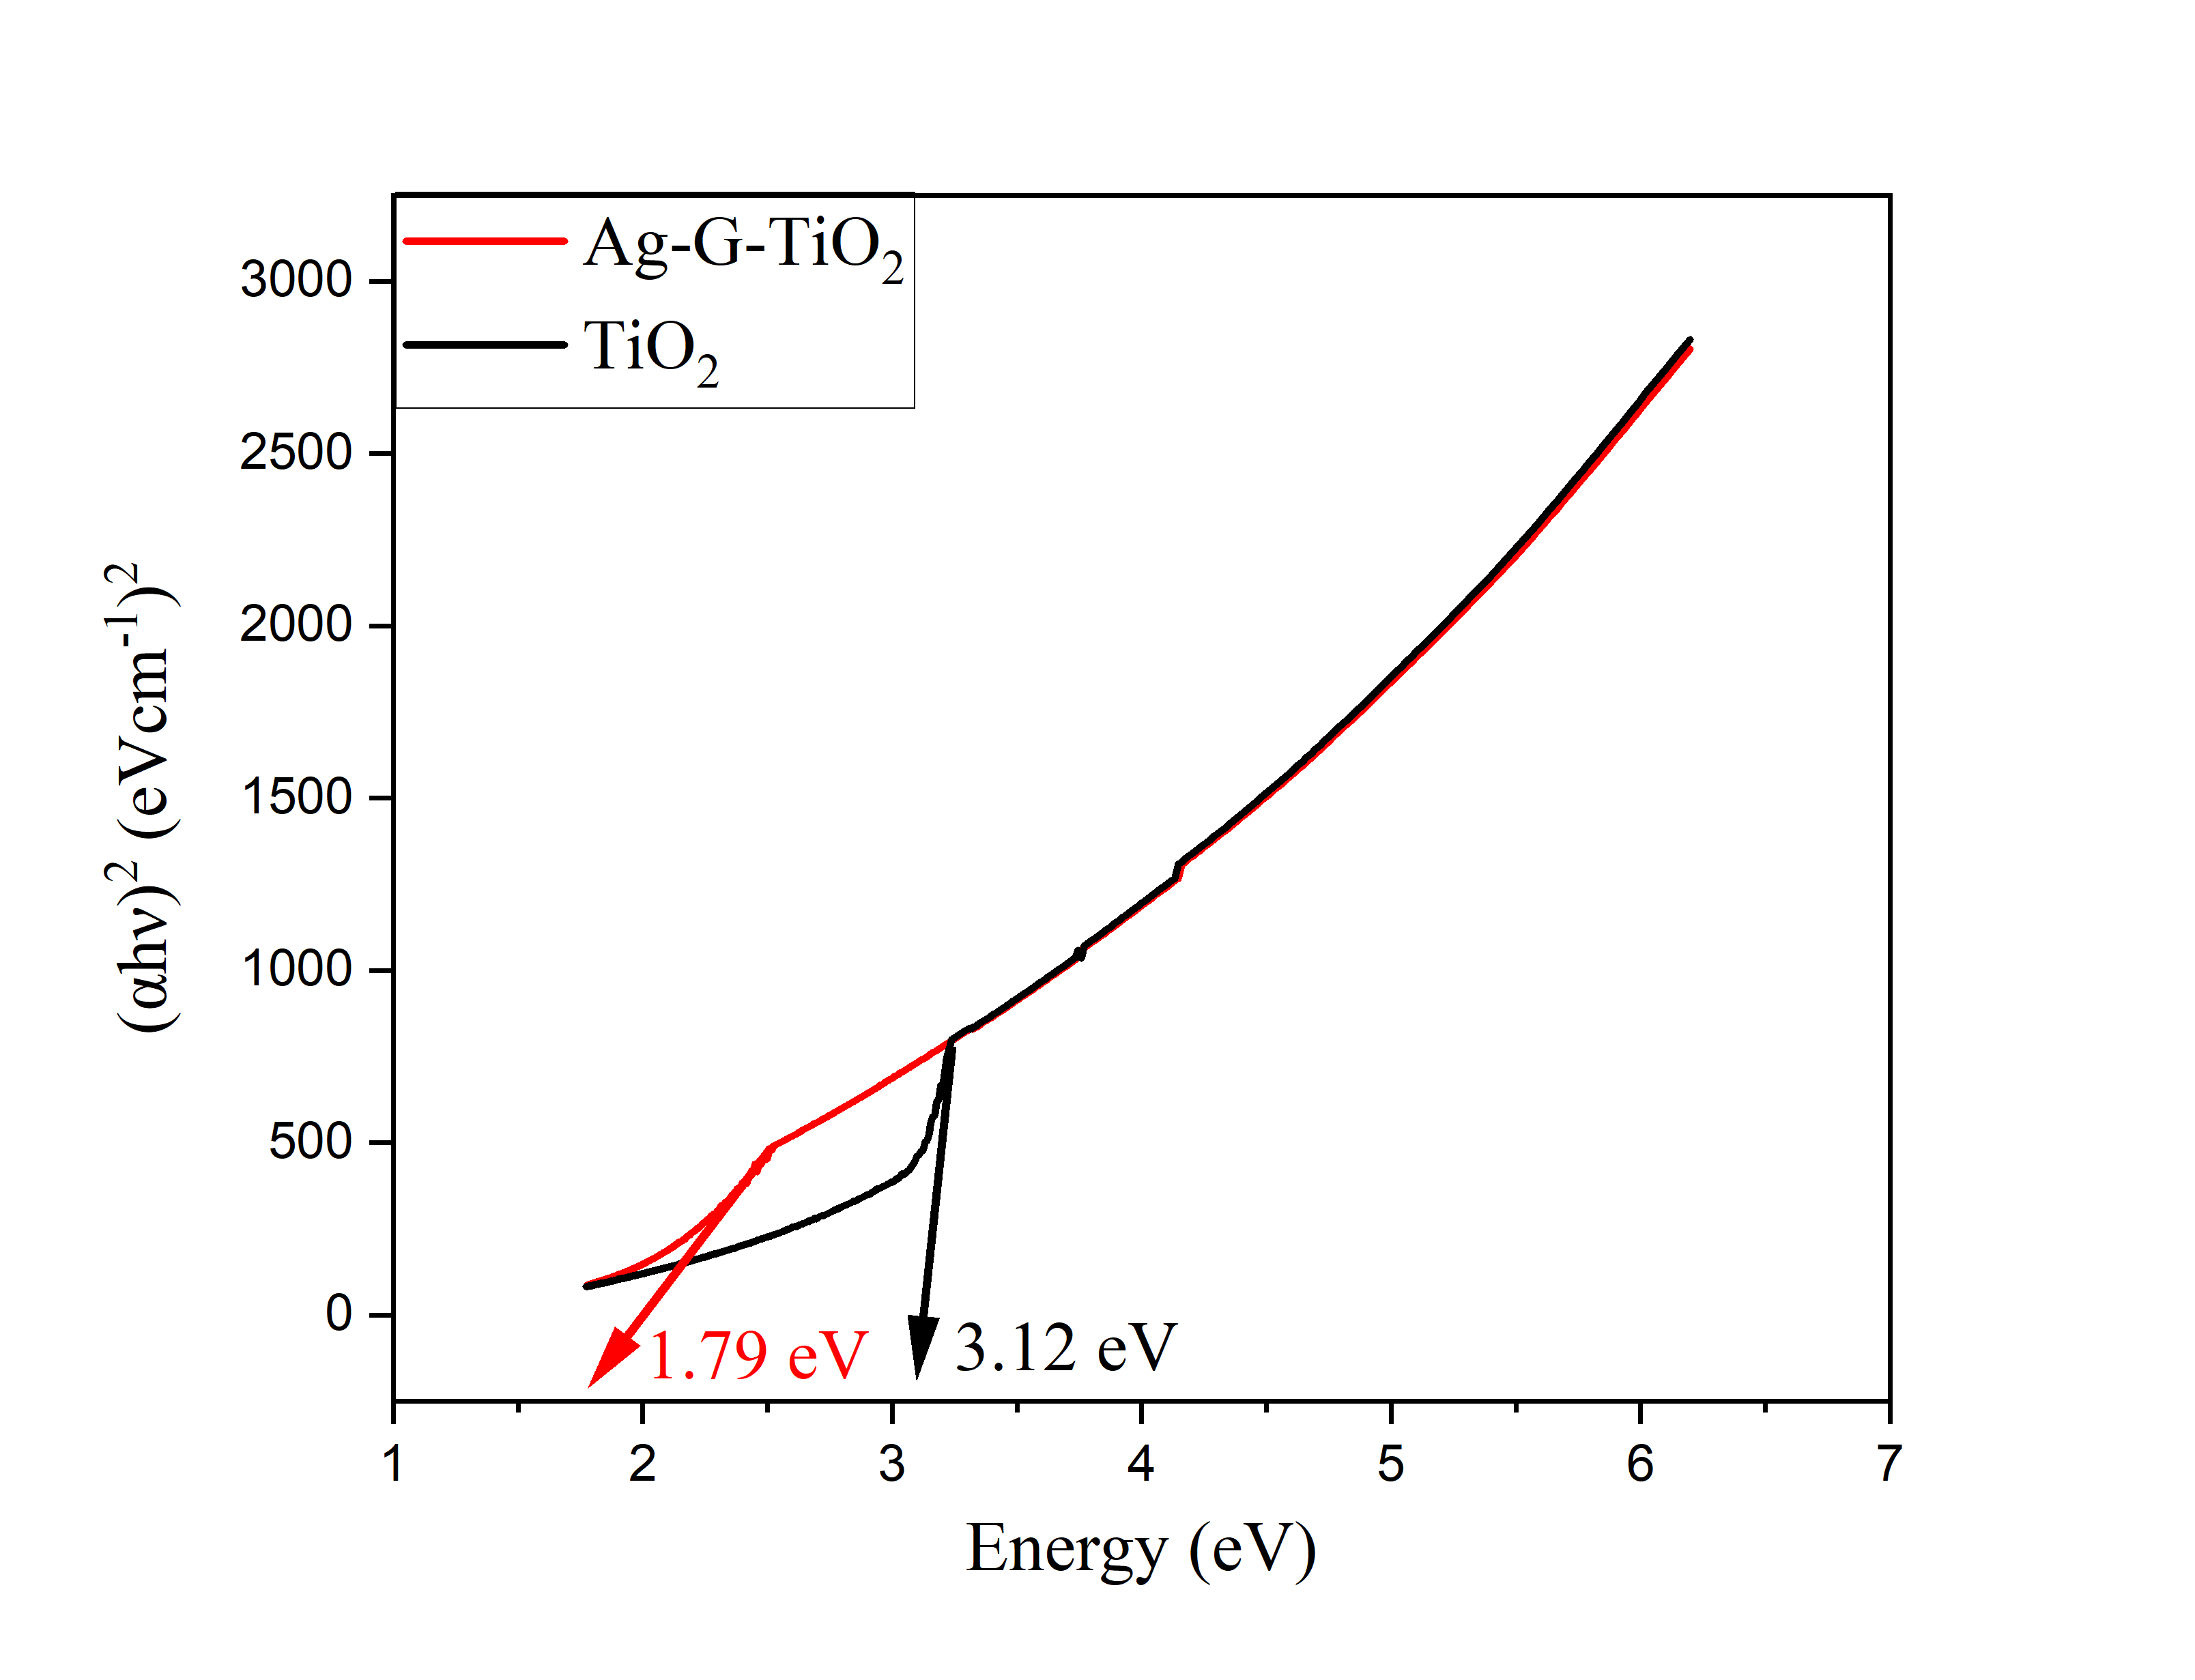 Ag-G-TiO₂
TiO₂
3000
2500
2000
1500
1000
500
0
(αhν)² (eVcm⁻¹)²
1.79 eV
3.12 eV
1 2 3 4 5 6 7
Energy (eV)